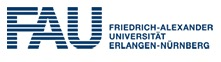 FAU
FRIEDRICH-ALEXANDER
UNIVERSITÄT
ERLANGEN-NÜRNBERG